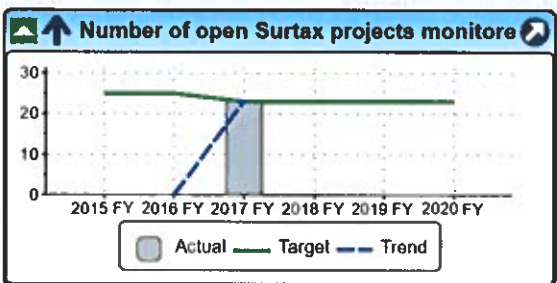 Number of open Surtax projects monitore
30
20
10
0
2015 FY 2016 FY 2017 FY 2018 FY 2019 FY 2020 FY
Actual Target Trend